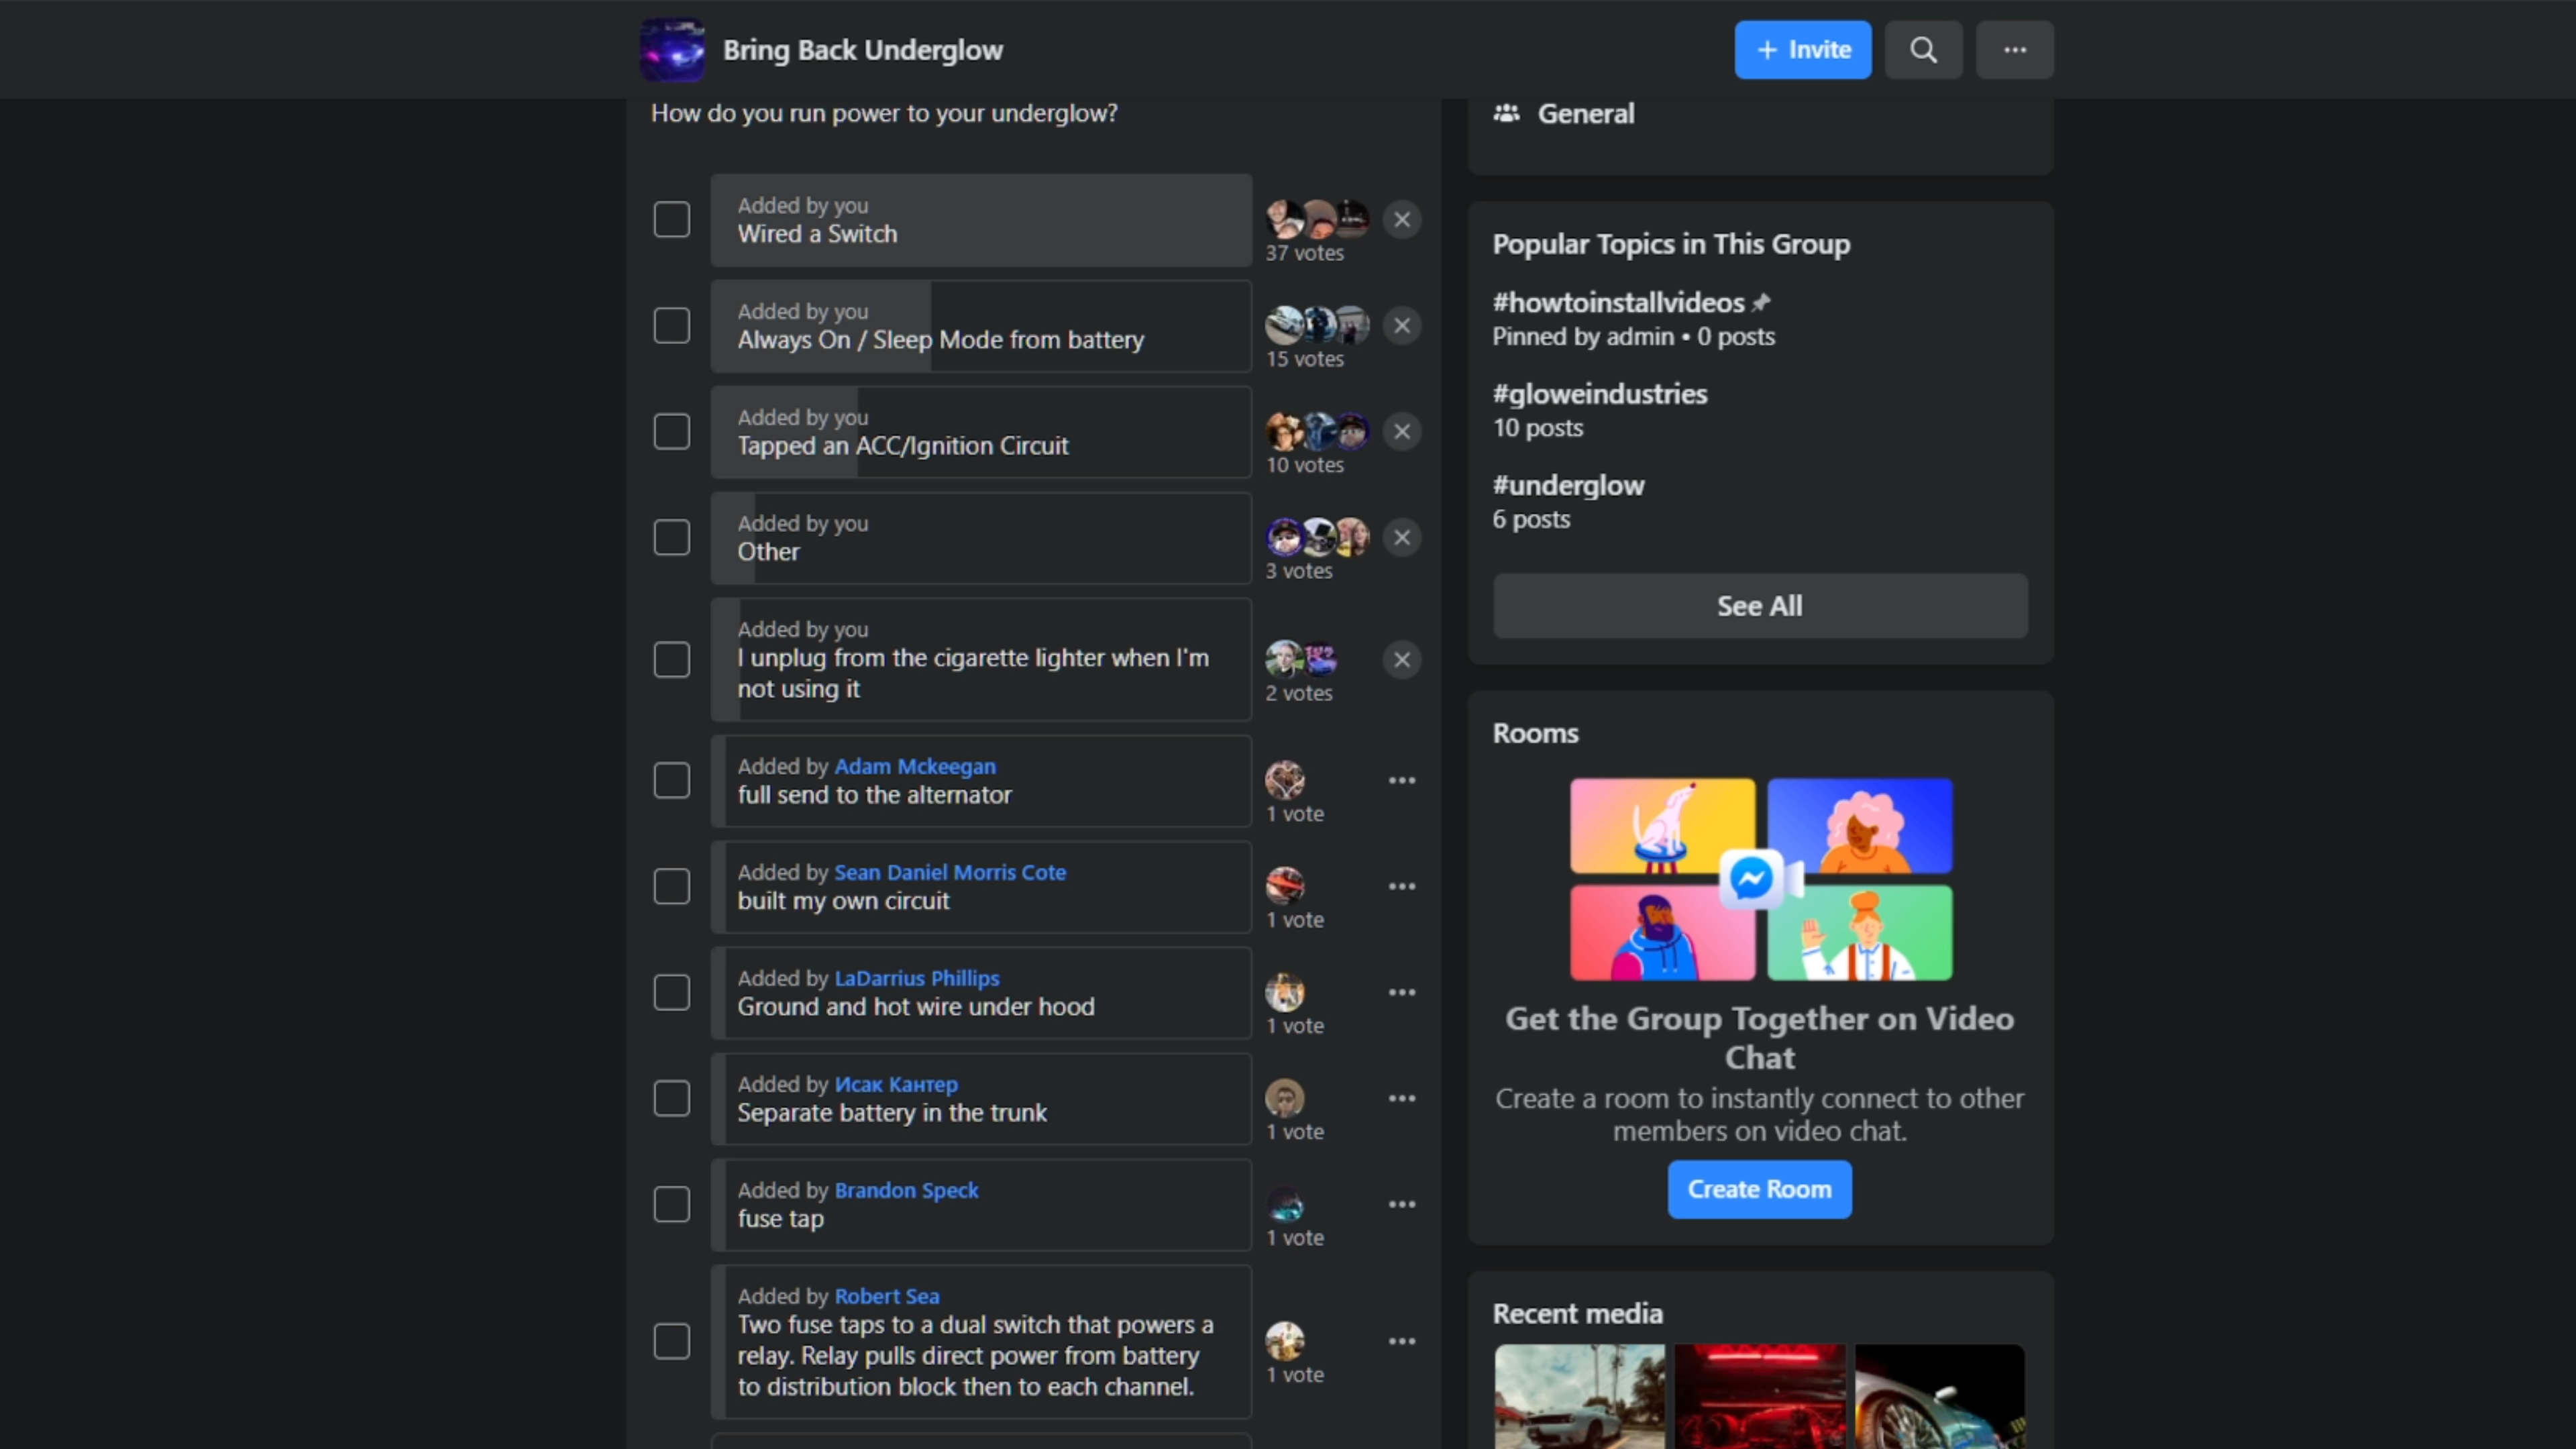 Bring Back Underglow
+ Invite
How do you run power to your underglow?
Added by you
Wired a Switch
37 votes
Added by you
Always On / Sleep Mode from battery
15 votes
Added by you
Tapped an ACC/Ignition Circuit
10 votes
Added by you
Other
3 votes
Added by you
I unplug from the cigarette lighter when I'm
not using it
2 votes
Added by Adam Mckeegan
full send to the alternator
1 vote
Added by Sean Daniel Morris Cote
built my own circuit
1 vote
Added by LaDarrius Phillips
Ground and hot wire under hood
1 vote
Added by Исак Кантер
Separate battery in the trunk
1 vote
Added by Brandon Speck
fuse tap
1 vote
Added by Robert Sea
Two fuse taps to a dual switch that powers a
relay. Relay pulls direct power from battery
to distribution block then to each channel.
1 vote
General
Popular Topics in This Group
#howtoinstallvideos
Pinned by admin • 0 posts
#gloweindustries
10 posts
#underglow
6 posts
See All
Rooms
Get the Group Together on Video
Chat
Create a room to instantly connect to other
members on video chat.
Create Room
Recent media